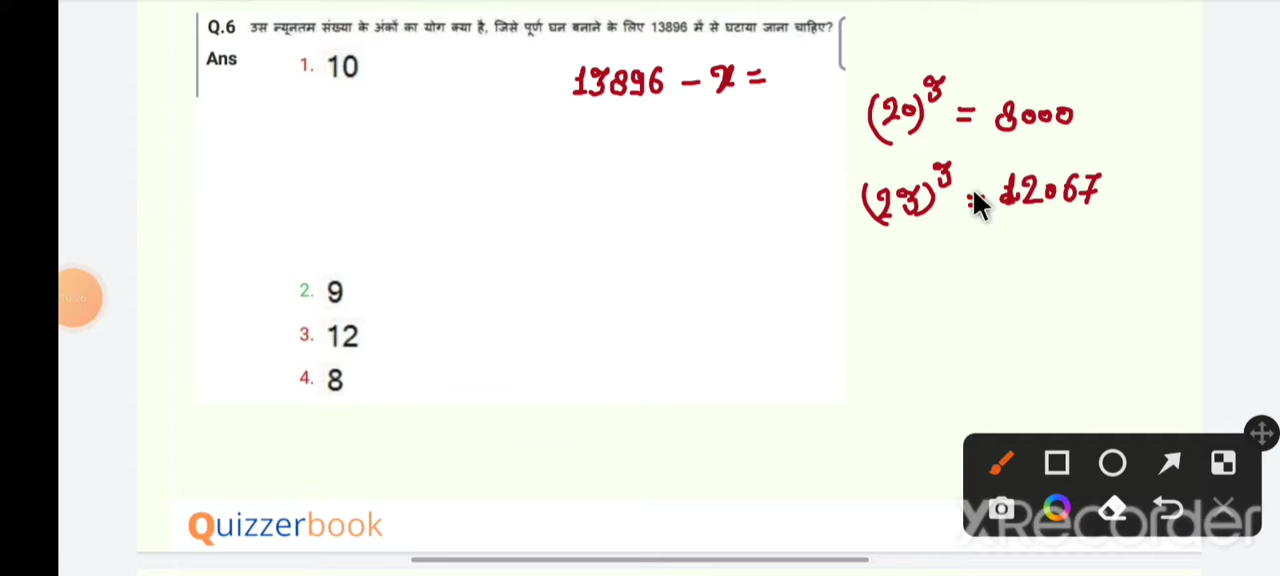 Q.6 उस न्यूनतम संख्या के अंकों का योग क्या है, जिसे पूर्ण घन बनाने के लिए 13896 में से घटाया जाना चाहिए?
Ans 1. 10
13896 - x =
(20)³ = 8000
(23)³ = 12067
2. 9
3. 12
4. 8
Quizzerbook
XRecorder